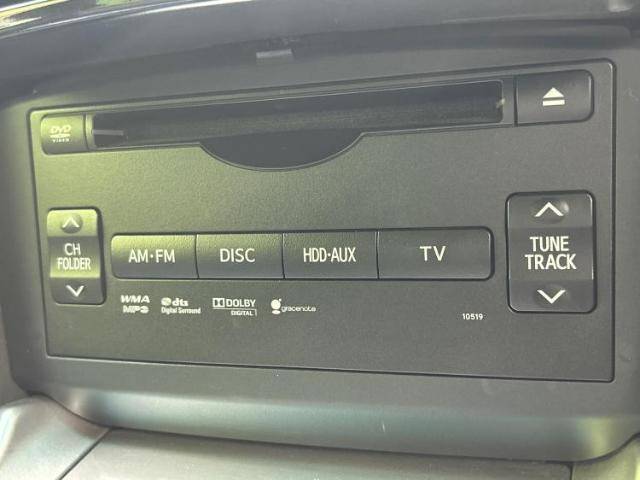 DVD
VIDEO
CH
FOLDER
AM·FM
DISC
HDD·AUX
TV
TUNE
TRACK
WMA
MP3
dts
Digital Surround
DOLBY
DIGITAL
gracenote
10519